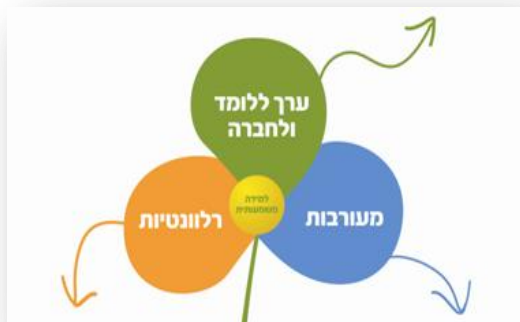 ערך ללומד
ולחברה
מעורבות
למידה
משמעותית
רלוונטיות